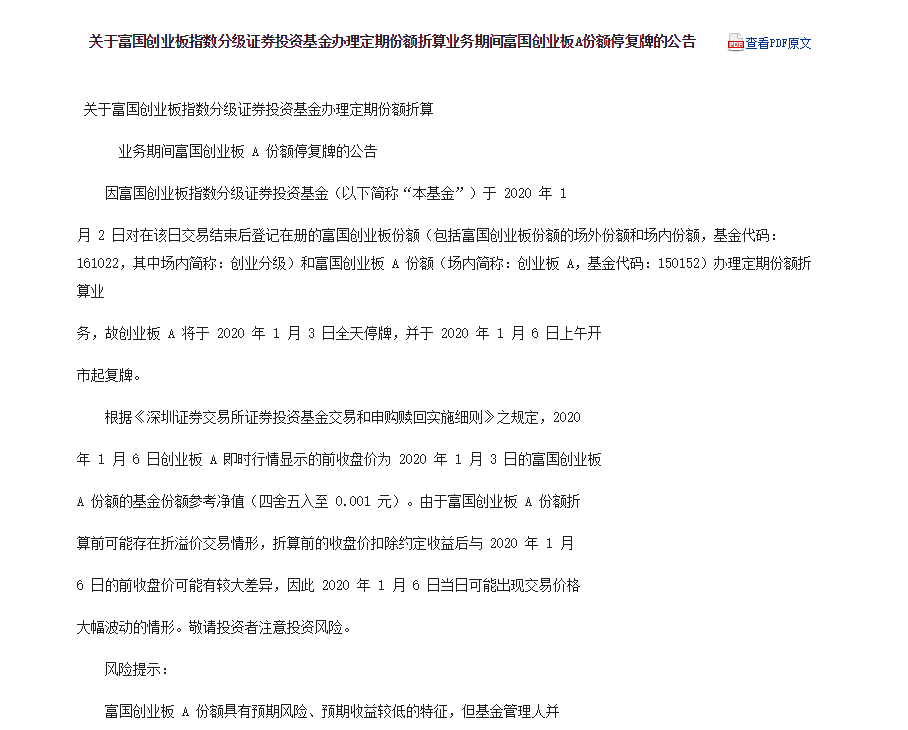 关于富国创业板指数分级证券投资基金办理定期份额折算业务期间富国创业板A份额停复牌的公告 查看PDF原文
关于富国创业板指数分级证券投资基金办理定期份额折算
业务期间富国创业板 A 份额停复牌的公告
因富国创业板指数分级证券投资基金（以下简称“本基金”）于 2020 年 1
月 2 日对在该日交易结束后登记在册的富国创业板份额（包括富国创业板份额的场外份额和场内份额，基金代码：
161022，其中场内简称：创业分级）和富国创业板 A 份额（场内简称：创业板 A，基金代码：150152）办理定期份额折
算业
务，故创业板 A 将于 2020 年 1 月 3 日全天停牌，并于 2020 年 1 月 6 日上午开
市起复牌。
根据《深圳证券交易所证券投资基金交易和申购赎回实施细则》之规定，2020
年 1 月 6 日创业板 A 即时行情显示的前收盘价为 2020 年 1 月 3 日的富国创业板
A 份额的基金份额参考净值（四舍五入至 0.001 元）。由于富国创业板 A 份额折
算前可能存在折溢价交易情形，折算前的收盘价扣除约定收益后与 2020 年 1 月
6 日的前收盘价可能有较大差异，因此 2020 年 1 月 6 日当日可能出现交易价格
大幅波动的情形。敬请投资者注意投资风险。
风险提示：
富国创业板 A 份额具有预期风险、预期收益较低的特征，但基金管理人并